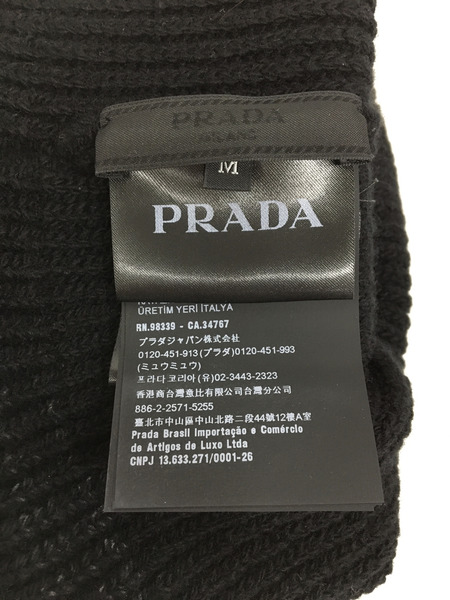 PRADA
MILANO
M
PRADA
ÜRETİM YERİ İTALYA
RN.98339 - CA.34767
プラダジャパン株式会社
0120-451-913(プラダ)0120-451-993
(ミュウミュウ)
프라다 코리아 (유) 02-3443-2323
香港商台灣壹比有限公司台灣分公司
886-2-2571-5255
臺北市中山區中山北路二段44號12樓A室
Prada Brasil Importação e Comércio
de Artigos de Luxo Ltda
CNPJ 13.633.271/0001-26